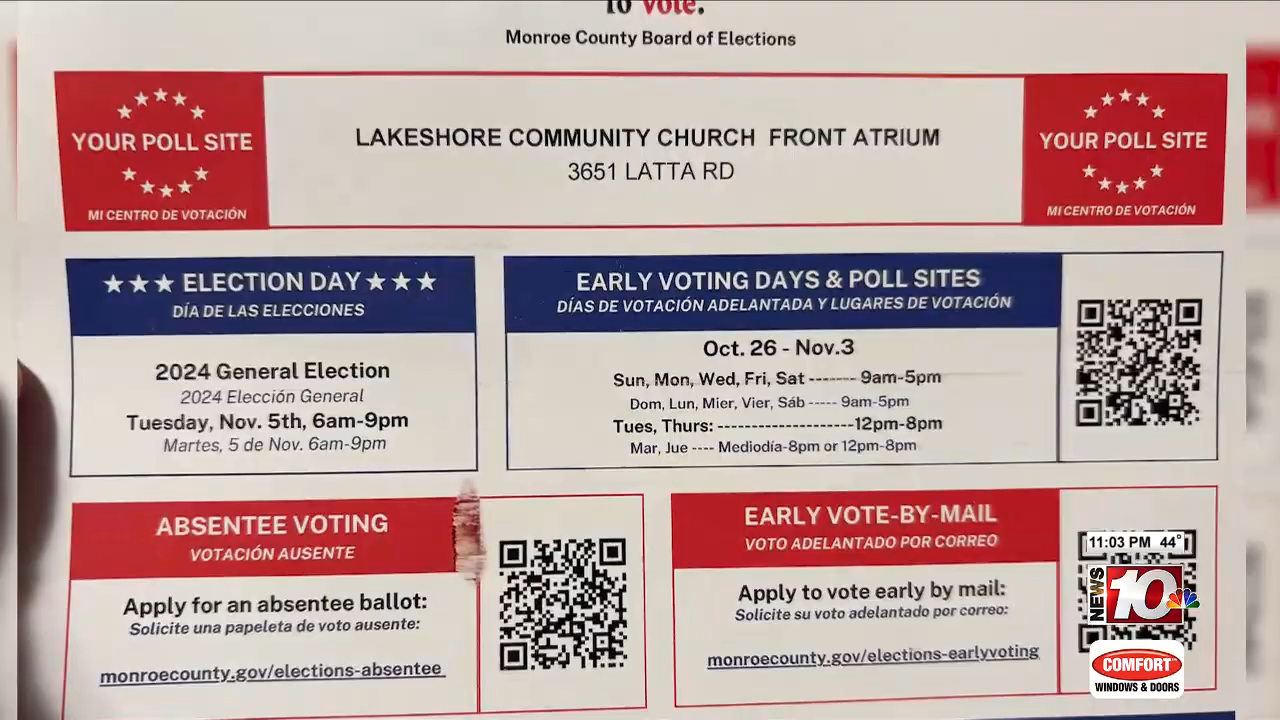 to vote.
Monroe County Board of Elections
YOUR POLL SITE
MI CENTRO DE VOTACIÓN
LAKESHORE COMMUNITY CHURCH FRONT ATRIUM
3651 LATTA RD
YOUR POLL SITE
MI CENTRO DE VOTACIÓN
★★★ ELECTION DAY ★★★
DÍA DE LAS ELECCIONES
2024 General Election
2024 Elección General
Tuesday, Nov. 5th, 6am-9pm
Martes, 5 de Nov. 6am-9pm
EARLY VOTING DAYS & POLL SITES
DÍAS DE VOTACIÓN ADELANTADA Y LUGARES DE VOTACIÓN
Oct. 26 - Nov.3
Sun, Mon, Wed, Fri, Sat ------- 9am-5pm
Dom, Lun, Mier, Vier, Sáb ----- 9am-5pm
Tues, Thurs: -------------------12pm-8pm
Mar, Jue ---- Mediodía-8pm or 12pm-8pm
ABSENTEE VOTING
VOTACIÓN AUSENTE
Apply for an absentee ballot:
Solicite una papeleta de voto ausente:
monroecounty.gov/elections-absentee
EARLY VOTE-BY-MAIL
VOTO ADELANTADO POR CORREO
Apply to vote early by mail:
Solicite su voto adelantado por correo:
monroecounty.gov/elections-earlyvoting
11:03 PM 44°
NEWS 10
COMFORT
WINDOWS & DOORS